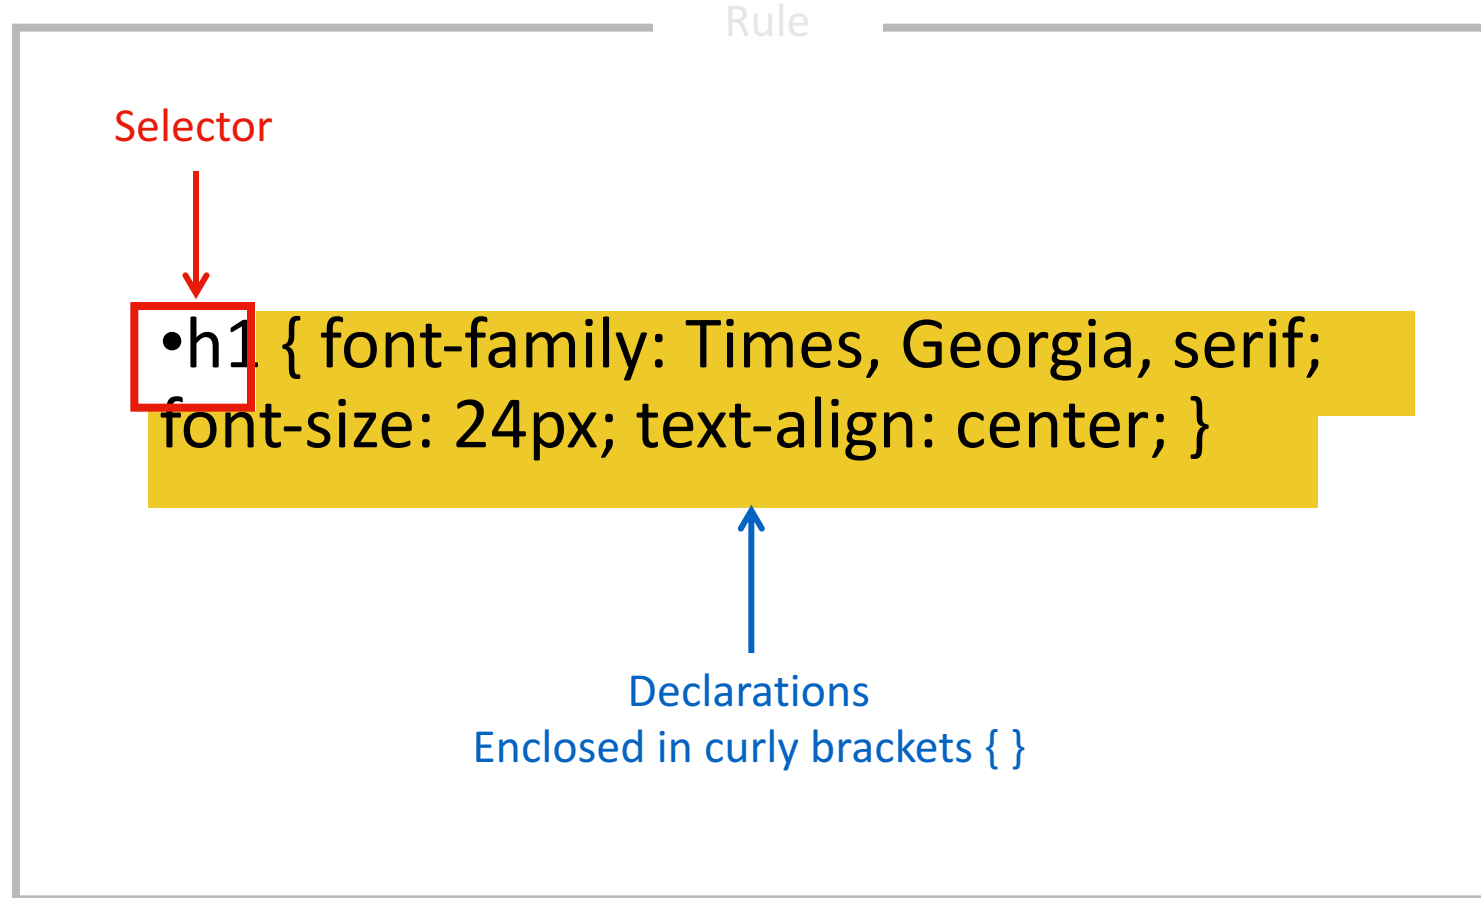 Rule
Selector
•h1 { font-family: Times, Georgia, serif;
font-size: 24px; text-align: center; }
Declarations
Enclosed in curly brackets { }